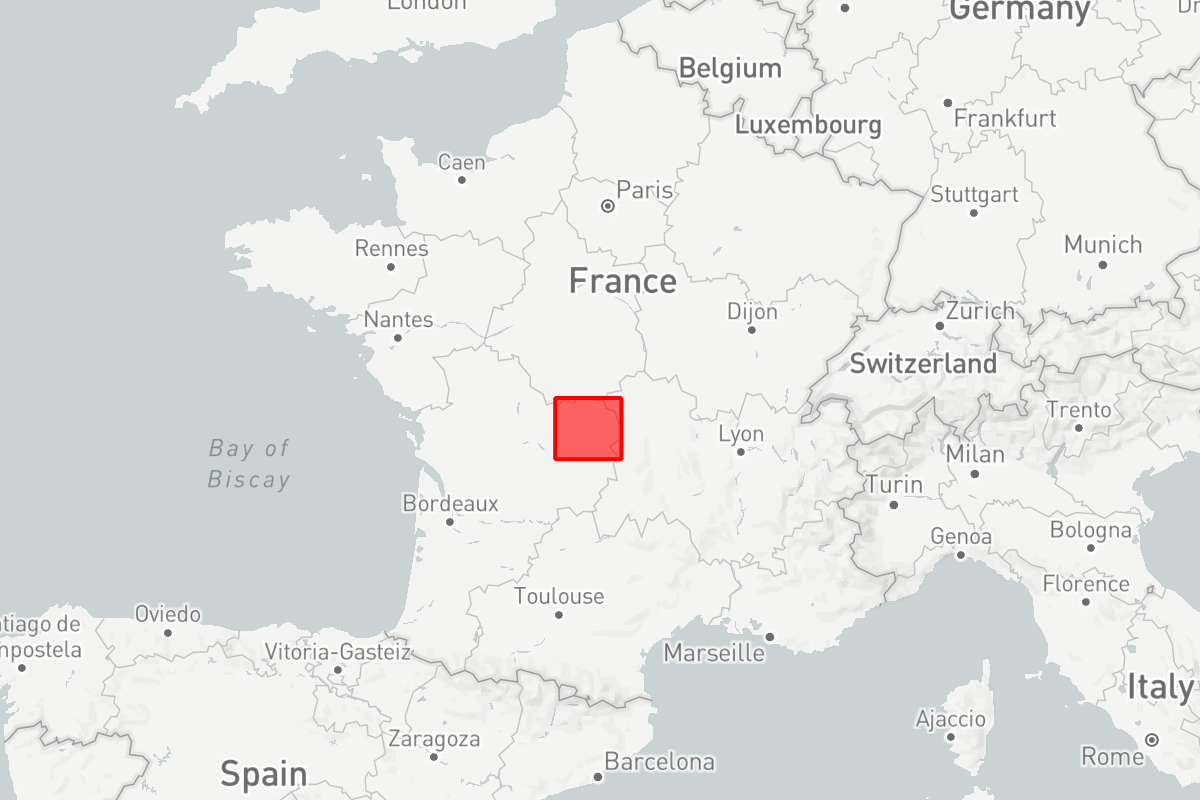 London
Germany
Dr
Belgium
Luxembourg
Frankfurt
Caen
Paris
Stuttgart
Rennes
Munich
France
Nantes
Dijon
Zurich
Switzerland
Trento
Bay of
Biscay
Lyon
Milan
Turin
Bordeaux
Genoa
Bologna
Toulouse
Florence
Oviedo
tiago de
npostela
Vitoria-Gasteiz
Marseille
Italy
Ajaccio
Zaragoza
Rome
Barcelona
Spain